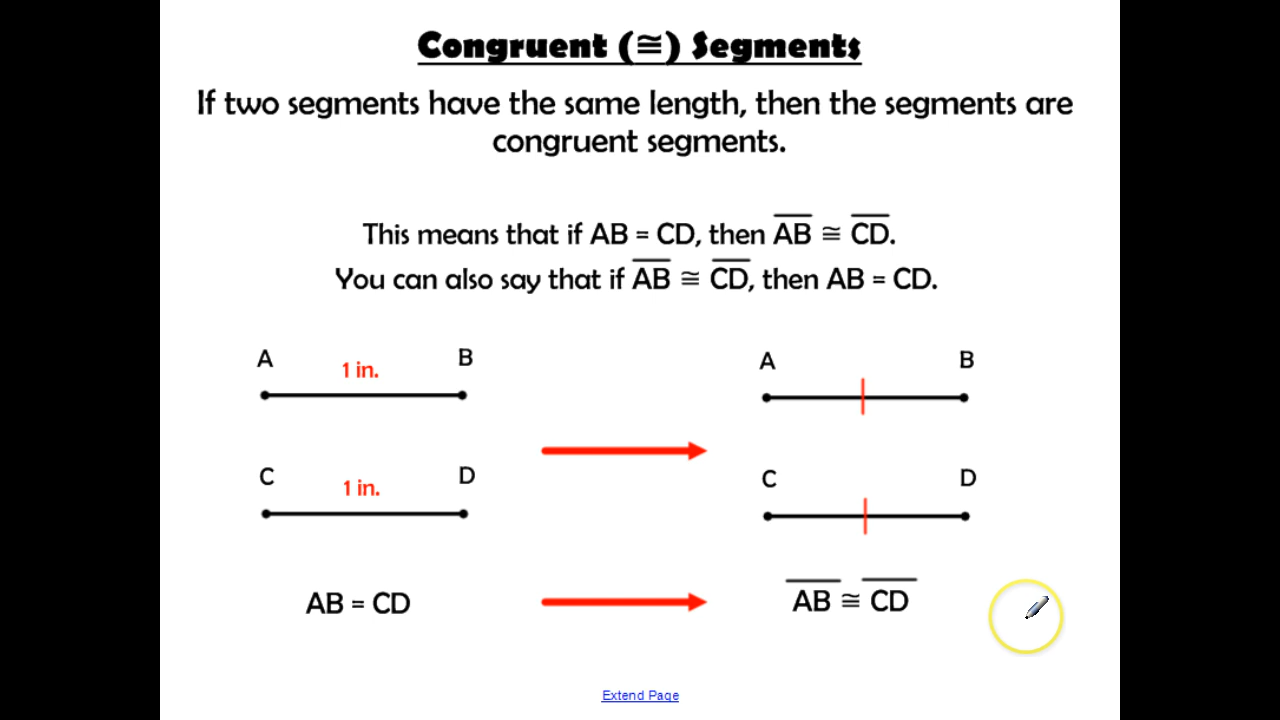 Congruent (≅) Segments
If two segments have the same length, then the segments are
congruent segments.
This means that if AB = CD, then A̅B̅ ≅ C̅D̅.
You can also say that if A̅B̅ ≅ C̅D̅, then AB = CD.
A 1 in. B
A B
C 1 in. D
C D
AB = CD
A̅B̅ ≅ C̅D̅
Extend Page